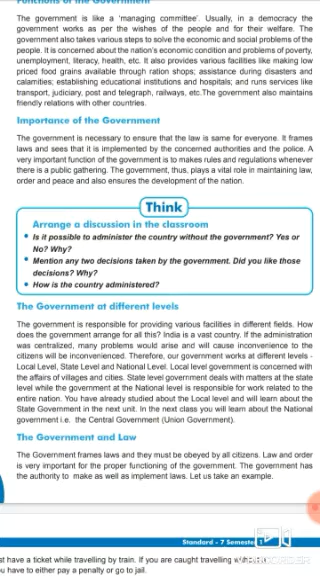 Functions of the Government
The government is like a 'managing committee'. Usually, in a democracy the
government works as per the wishes of the people and for their welfare. The
government also takes various steps to solve the economic and social problems of the
people. It is concerned about the nation's economic condition and problems of poverty,
unemployment, literacy, health, etc. It also provides various facilities like making low
priced food grains available through ration shops; assistance during disasters and
calamities; establishing educational institutions and hospitals; and runs services like
transport, judiciary, post and telegraph, railways, etc.The government also maintains
friendly relations with other countries.
Importance of the Government
The government is necessary to ensure that the law is same for everyone. It frames
laws and sees that it is implemented by the concerned authorities and the police. A
very important function of the government is to makes rules and regulations whenever
there is a public gathering. The government, thus, plays a vital role in maintaining law,
order and peace and also ensures the development of the nation.
Think
Arrange a discussion in the classroom
• Is it possible to administer the country without the government? Yes or
No? Why?
• Mention any two decisions taken by the government. Did you like those
decisions? Why?
• How is the country administered?
The Government at different levels
The government is responsible for providing various facilities in different fields. How
does the government arrange for all this? India is a vast country. If the administration
was centralized, many problems would arise and will cause inconvenience to the
citizens will be inconvenienced. Therefore, our government works at different levels -
Local Level, State Level and National Level. Local level government is concerned with
the affairs of villages and cities. State level government deals with matters at the state
level while the government at the National level is responsible for work related to the
entire nation. You have already studied about the Local level and will learn about the
State Government in the next unit. In the next class you will learn about the National
government i.e. the Central Government (Union Government).
The Government and Law
The Government frames laws and they must be obeyed by all citizens. Law and order
is very important for the proper functioning of the government. The government has
the authority to make as well as implement laws. Let us take an example.
Standard - 7 Semester
st have a ticket while travelling by train. If you are caught travelling without a
u have to either pay a penalty or go to jail.